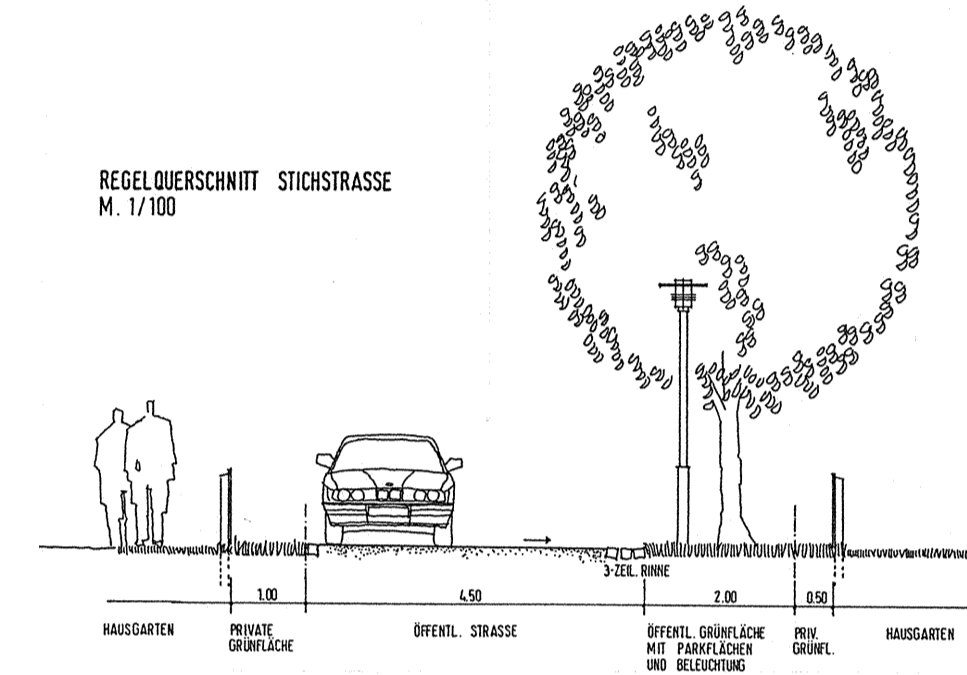 REGELQUERSCHNITT STICHSTRASSE
M. 1/100
3-ZEIL. RINNE
1.00
4.50
2.00
0.50
HAUSGARTEN
PRIVATE
GRÜNFLÄCHE
ÖFFENTL. STRASSE
ÖFFENTL. GRÜNFLÄCHE
MIT PARKFLÄCHEN
UND BELEUCHTUNG
PRIV.
GRÜNFL.
HAUSGARTEN